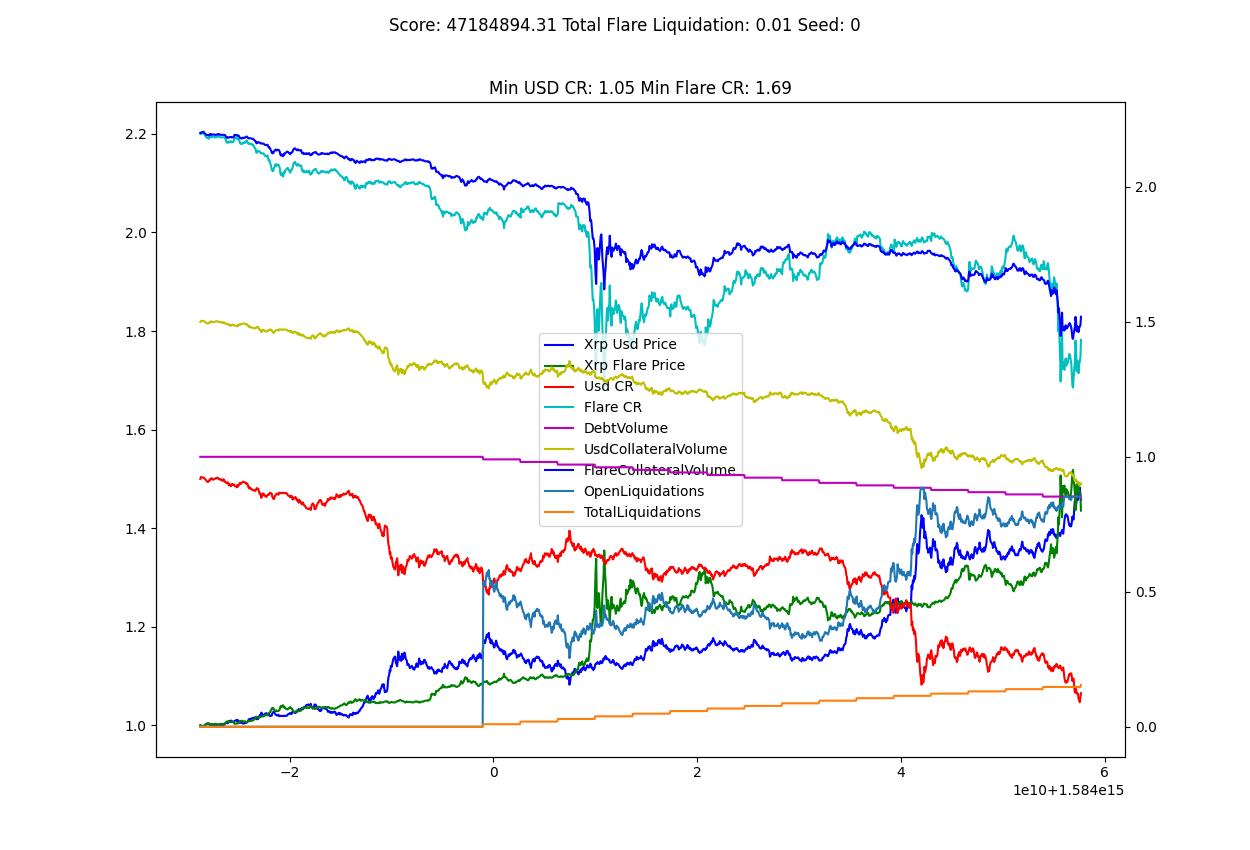 Score: 47184894.31 Total Flare Liquidation: 0.01 Seed: 0
Min USD CR: 1.05 Min Flare CR: 1.69
2.2
2.0
1.8
1.6
1.4
1.2
1.0
2.0
1.5
1.0
0.5
0.0
Xrp Usd Price
Xrp Flare Price
Usd CR
Flare CR
DebtVolume
UsdCollateralVolume
FlareCollateralVolume
OpenLiquidations
TotalLiquidations
−2 0 2 4 6
1e10+1.584e15